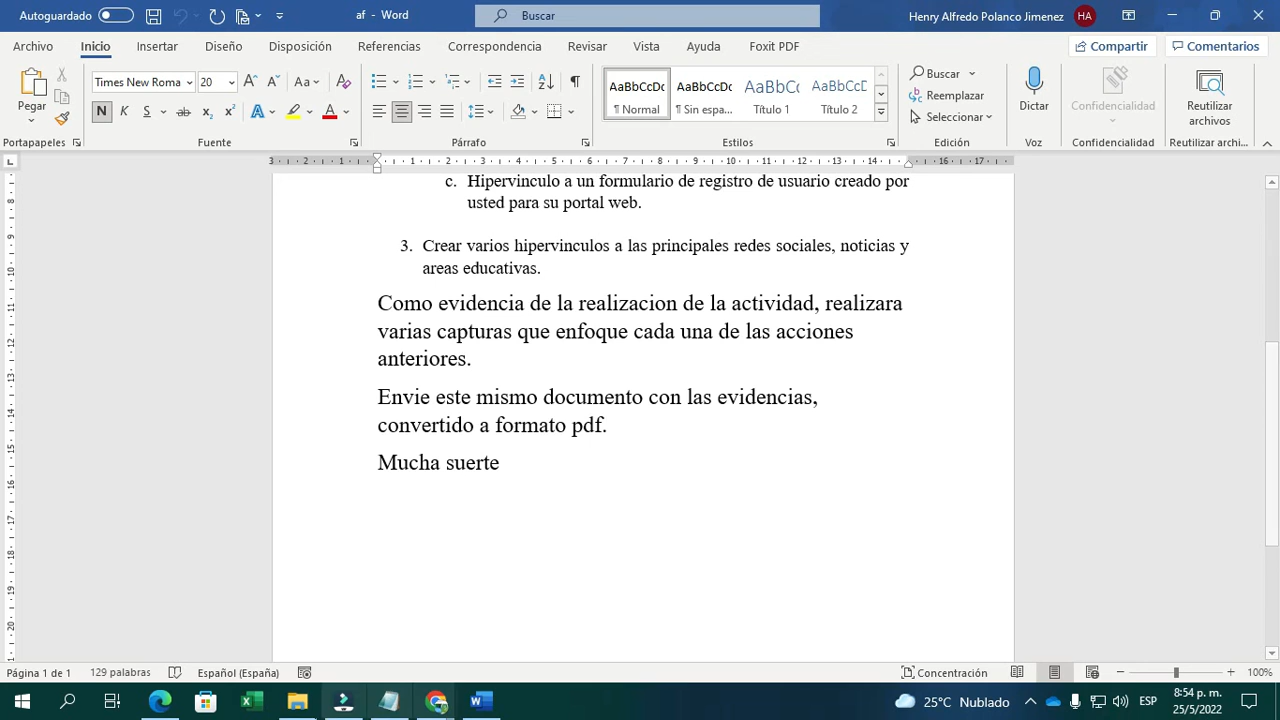 Autoguardado
af - Word
Buscar
Henry Alfredo Polanco Jimenez
HA
Archivo
Inicio
Insertar
Diseño
Disposición
Referencias
Correspondencia
Revisar
Vista
Ayuda
Foxit PDF
Compartir
Comentarios
Pegar
Portapapeles
Times New Roma
20
Fuente
Párrafo
AaBbCcDc
¶ Normal
AaBbCcDc
¶ Sin espa...
AaBbCc
Título 1
AaBbCcD
Título 2
Estilos
Buscar
Reemplazar
Seleccionar
Edición
Dictar
Voz
Confidencialidad
Confidencialidad
Reutilizar
archivos
Reutilizar archi...
c. Hipervinculo a un formulario de registro de usuario creado por
usted para su portal web.
3. Crear varios hipervinculos a las principales redes sociales, noticias y
areas educativas.
Como evidencia de la realizacion de la actividad, realizara
varias capturas que enfoque cada una de las acciones
anteriores.
Envie este mismo documento con las evidencias,
convertido a formato pdf.
Mucha suerte
Página 1 de 1
129 palabras
Español (España)
Concentración
100%
25°C Nublado
ESP
8:54 p. m.
25/5/2022